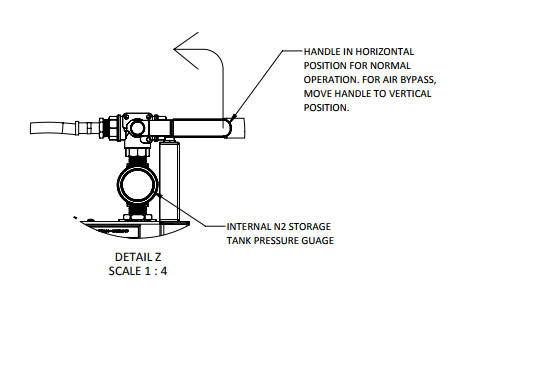 HANDLE IN HORIZONTAL
POSITION FOR NORMAL
OPERATION. FOR AIR BYPASS,
MOVE HANDLE TO VERTICAL
POSITION.
INTERNAL N2 STORAGE
TANK PRESSURE GUAGE
DETAIL Z
SCALE 1 : 4